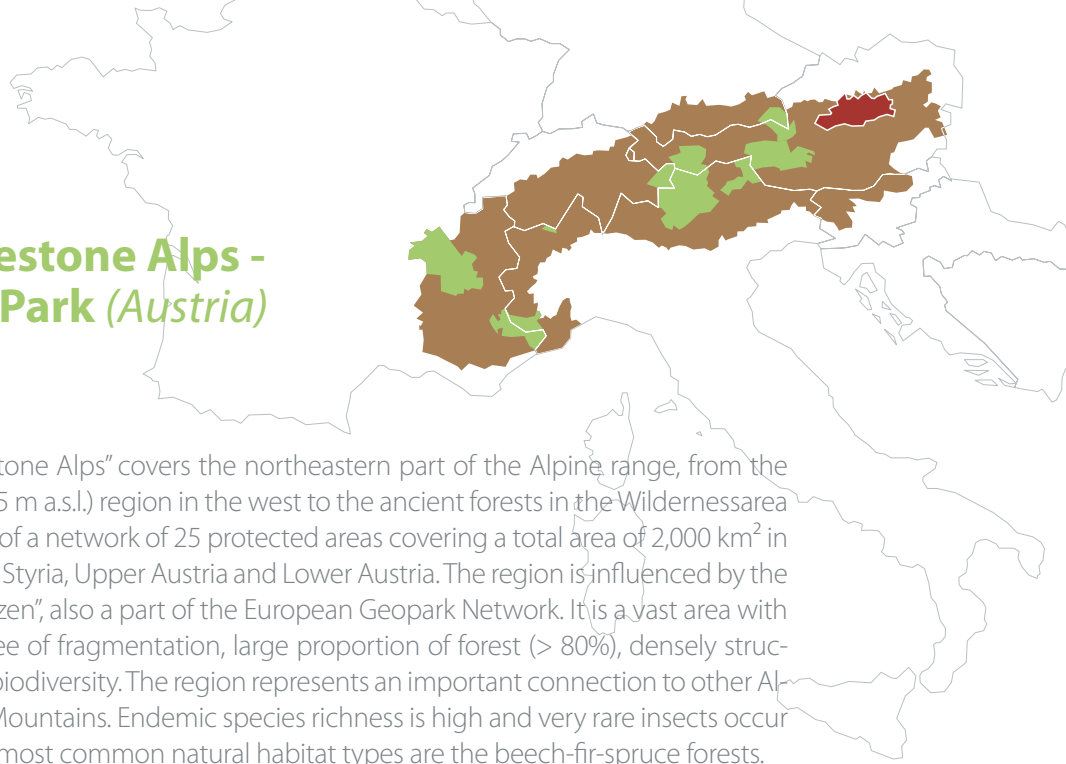 estone Alps -
Park (Austria)
tone Alps” covers the northeastern part of the Alpine range, from the
5 m a.s.l.) region in the west to the ancient forests in the Wildernessarea
of a network of 25 protected areas covering a total area of 2,000 km² in
Styria, Upper Austria and Lower Austria. The region is influenced by the
zen”, also a part of the European Geopark Network. It is a vast area with
ee of fragmentation, large proportion of forest (> 80%), densely struc-
biodiversity. The region represents an important connection to other Al-
Mountains. Endemic species richness is high and very rare insects occur
most common natural habitat types are the beech-fir-spruce forests.